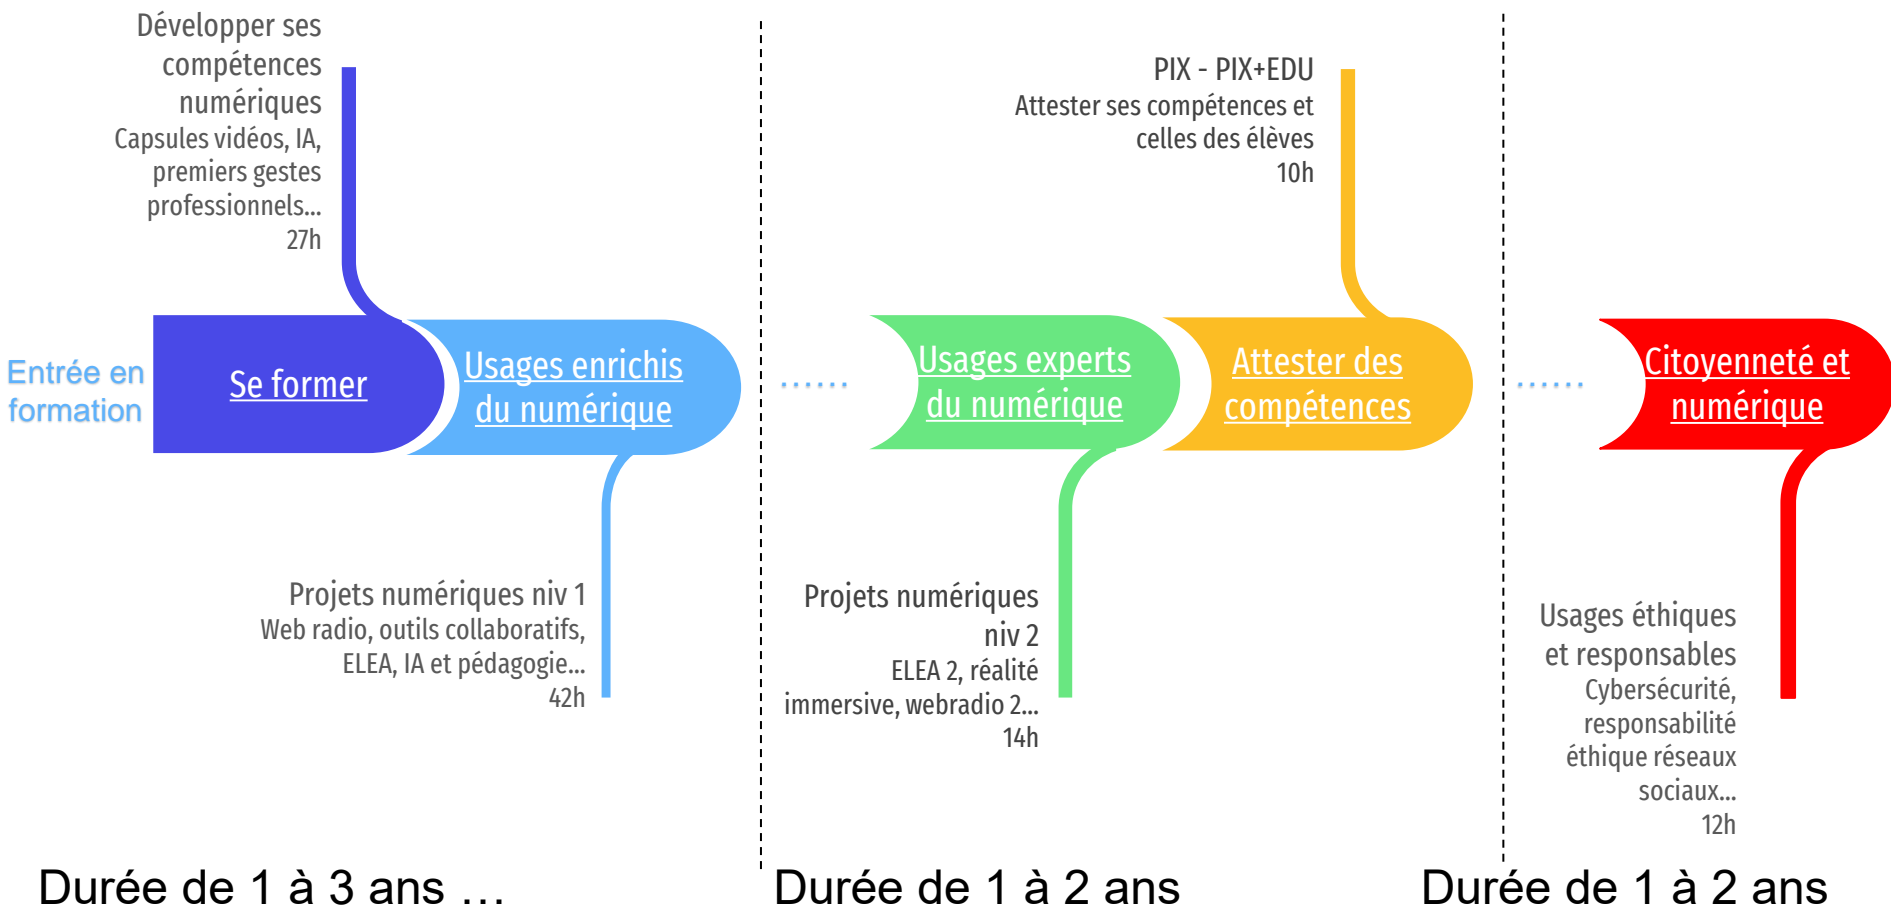 Développer ses
compétences
numériques
Capsules vidéos, IA,
premiers gestes
professionnels...
27h
PIX - PIX+EDU
Attester ses compétences et
celles des élèves
10h
Entrée en
formation
Se former
Usages enrichis
du numérique
......
Usages experts
du numérique
Attester des
compétences
......
Citoyenneté et
numérique
Projets numériques niv 1
Web radio, outils collaboratifs,
ELEA, IA et pédagogie...
42h
Projets numériques
niv 2
ELEA 2, réalité
immersive, webradio 2...
14h
Usages éthiques
et responsables
Cybersécurité,
responsabilité
éthique réseaux
sociaux...
12h
Durée de 1 à 3 ans ...
Durée de 1 à 2 ans
Durée de 1 à 2 ans